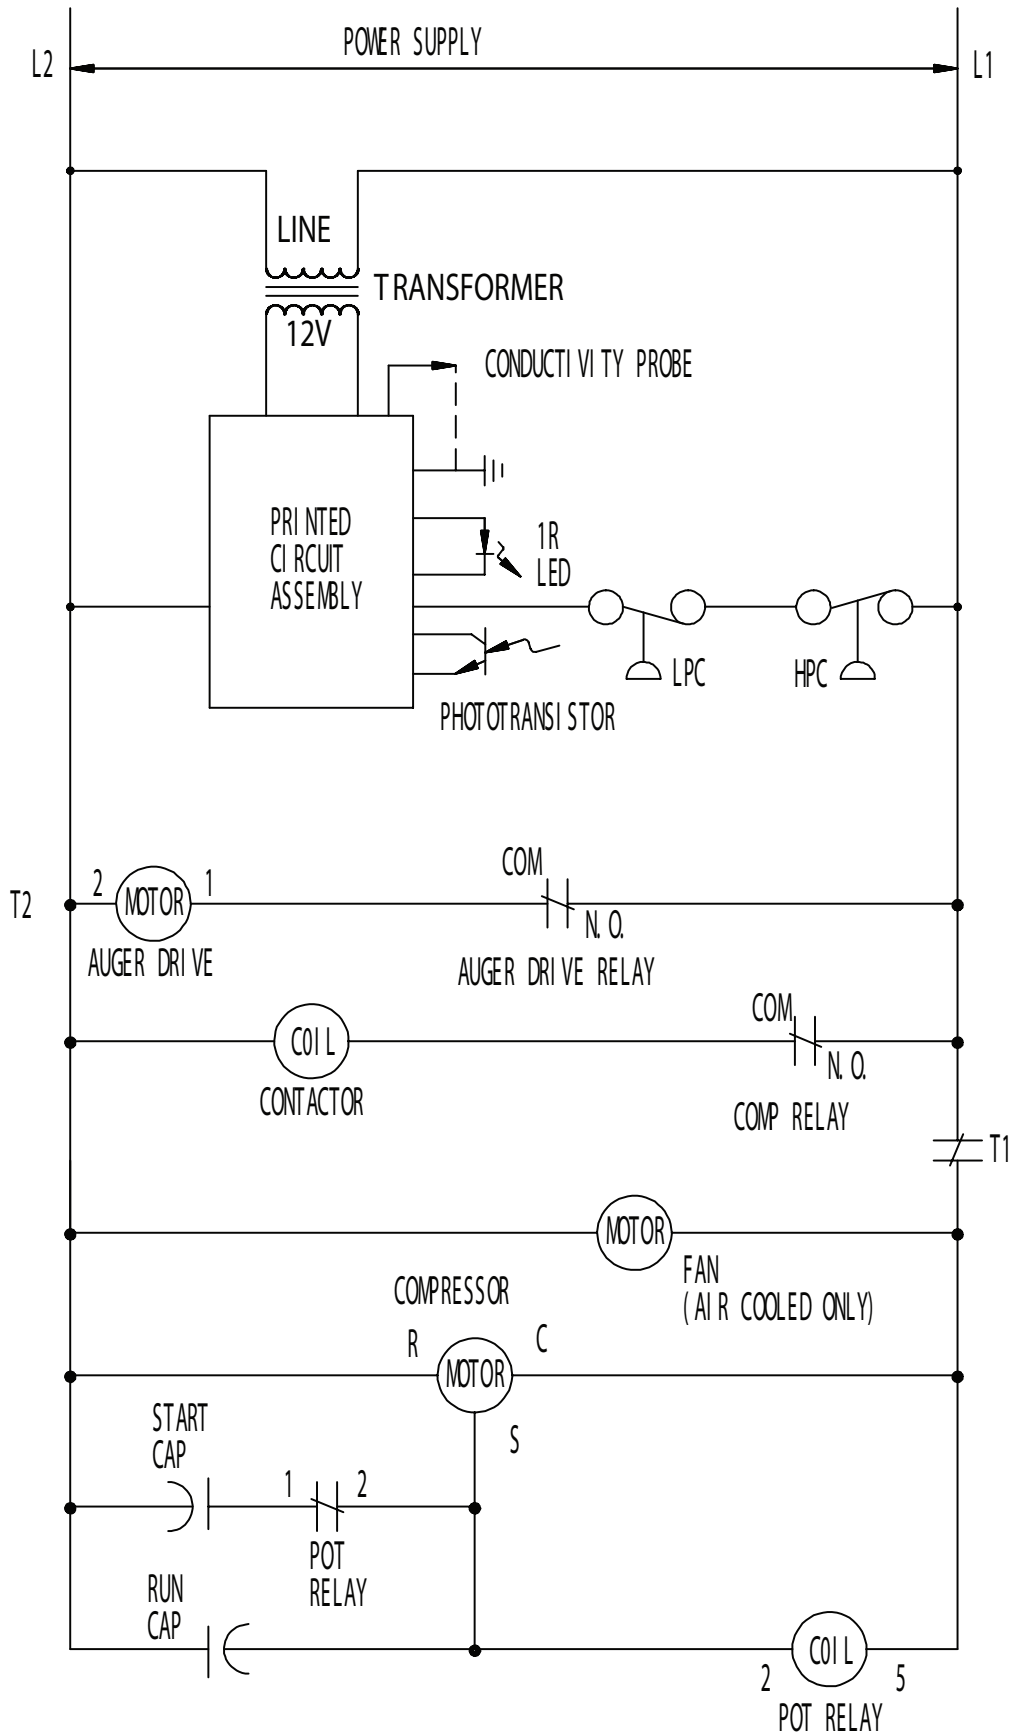 POWER SUPPLY
L2
L1
LINE
TRANSFORMER
12V
CONDUCTIVITY PROBE
PRINTED
CIRCUIT
ASSEMBLY
1R
LED
LPC
HPC
PHOTOTRANSISTOR
COM
T2
2
MOTOR
1
N.O.
AUGER DRIVE
AUGER DRIVE RELAY
COM
COIL
N.O.
CONTACTOR
COMP RELAY
T1
MOTOR
FAN
(AIR COOLED ONLY)
COMPRESSOR
R
C
MOTOR
START
CAP
S
1
2
POT
RELAY
RUN
CAP
COIL
2
5
POT RELAY